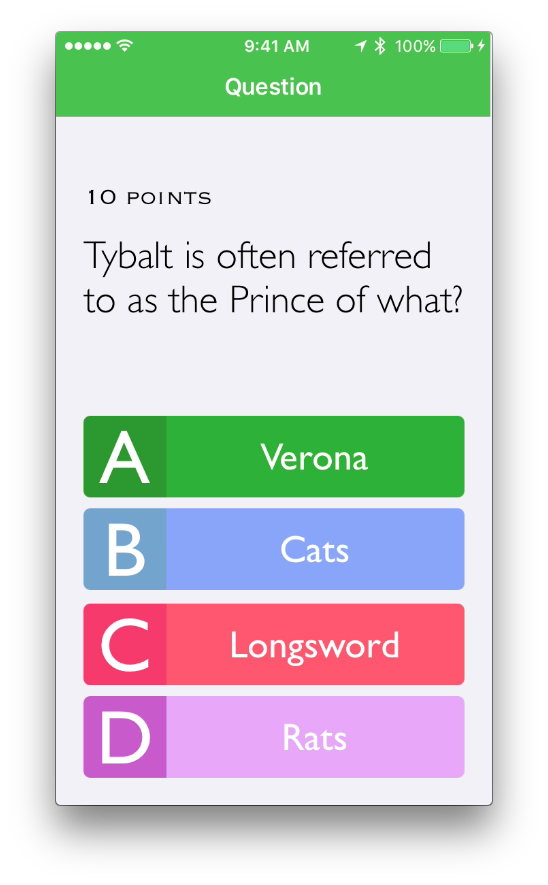 9:41 AM 100%
Question
10 POINTS
Tybalt is often referred
to as the Prince of what?
A Verona
B Cats
C Longsword
D Rats